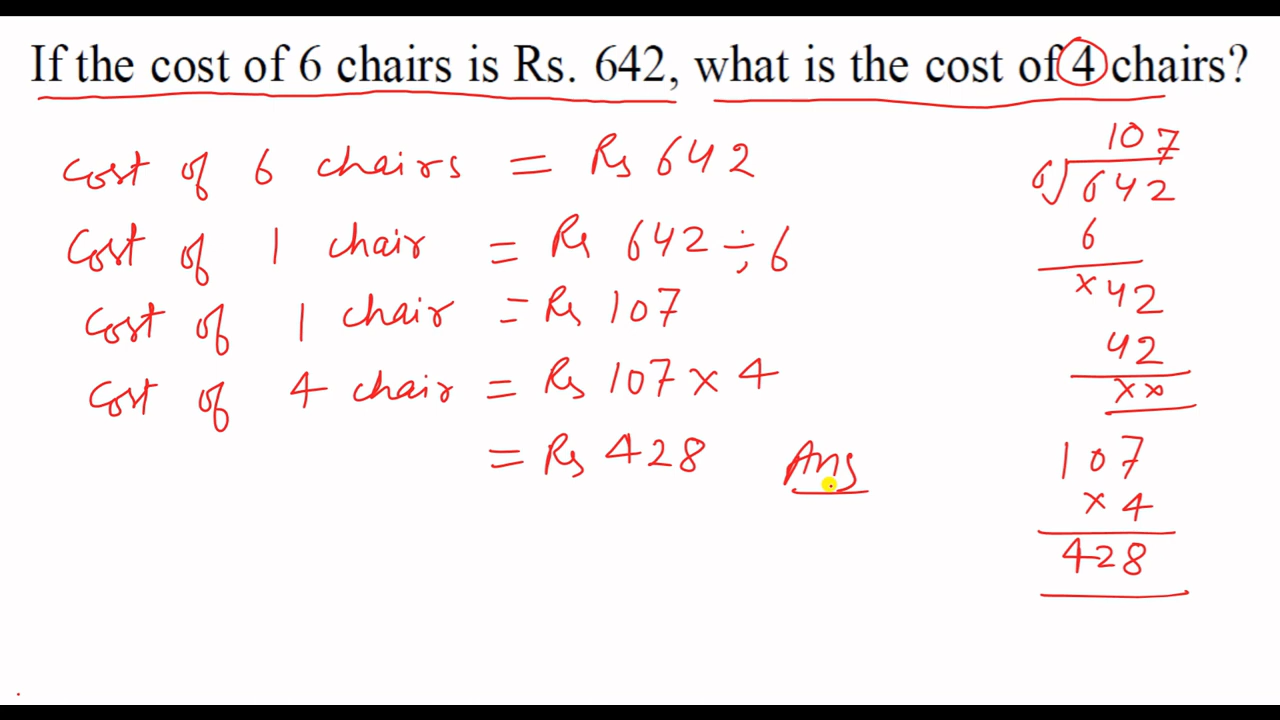 If the cost of 6 chairs is Rs. 642, what is the cost of 4 chairs?
Cost of 6 chairs = Rs 642
Cost of 1 chair = Rs 642 ÷ 6
Cost of 1 chair = Rs 107
Cost of 4 chair = Rs 107 x 4
= Rs 428 Ans
107
6)642
6
x42
42
xx
107
x 4
428